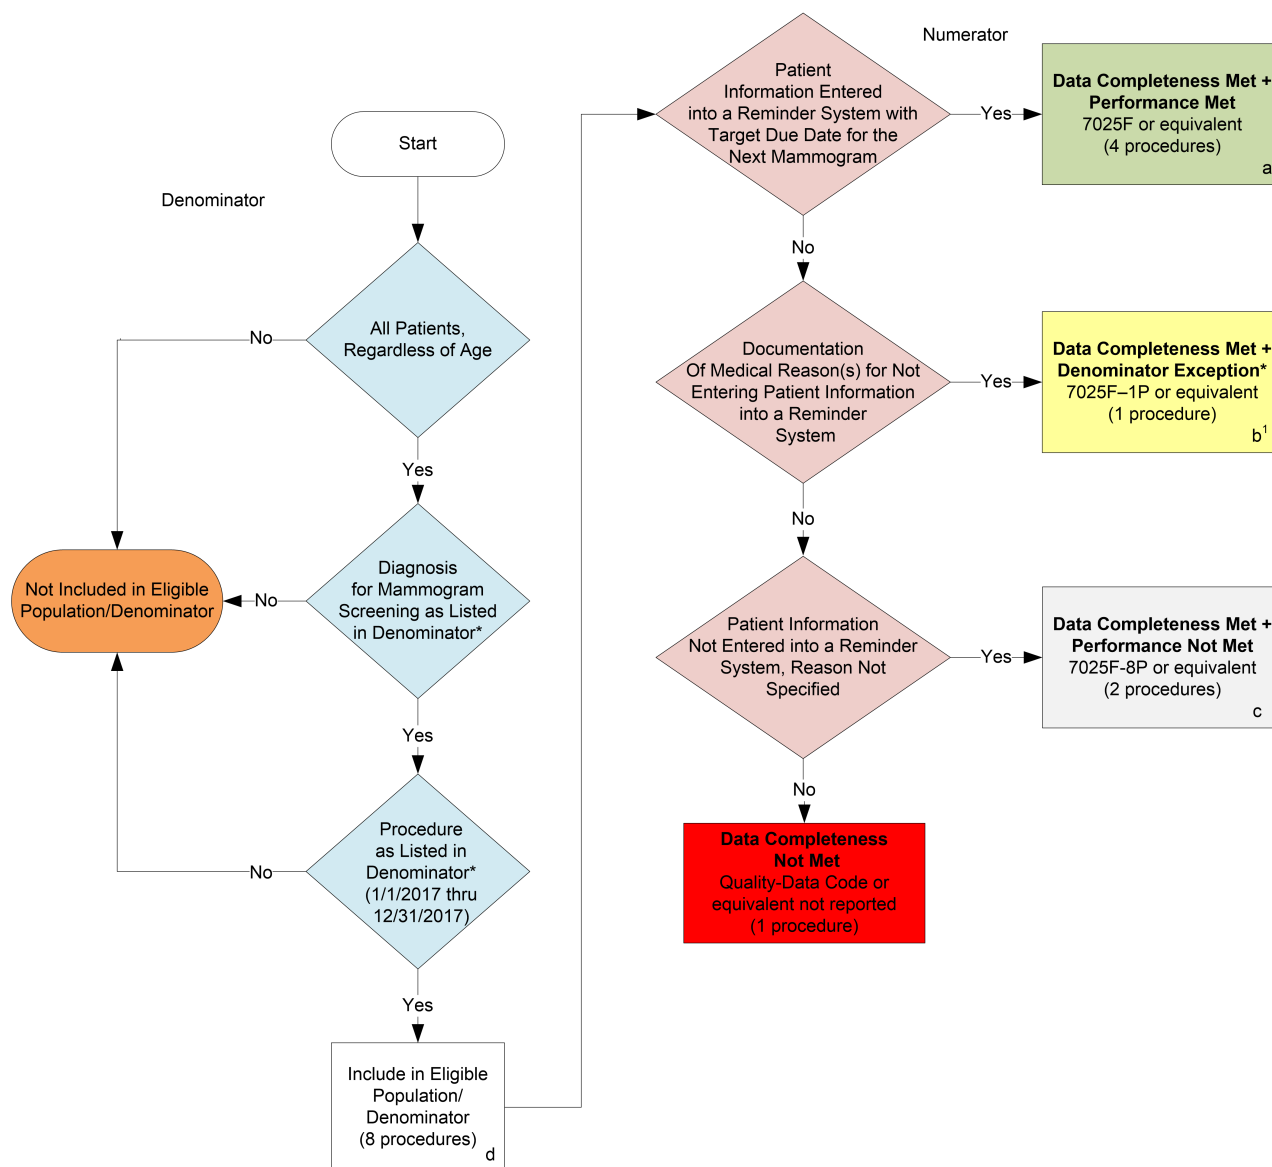 Start
Denominator
All Patients,
Regardless of Age
No
Yes
Diagnosis
for Mammogram
Screening as Listed
in Denominator*
No
Not Included in Eligible
Population/Denominator
Yes
Procedure
as Listed in
Denominator*
(1/1/2017 thru
12/31/2017)
No
Yes
Include in Eligible
Population/
Denominator
(8 procedures)
d
Numerator
Patient
Information Entered
into a Reminder System with
Target Due Date for the
Next Mammogram
Yes
Data Completeness Met +
Performance Met
7025F or equivalent
(4 procedures)
a
No
Documentation
Of Medical Reason(s) for Not
Entering Patient Information
into a Reminder
System
Yes
Data Completeness Met +
Denominator Exception*
7025F–1P or equivalent
(1 procedure)
b1
No
Patient Information
Not Entered into a Reminder
System, Reason Not
Specified
Yes
Data Completeness Met +
Performance Not Met
7025F-8P or equivalent
(2 procedures)
c
No
Data Completeness
Not Met
Quality-Data Code or
equivalent not reported
(1 procedure)